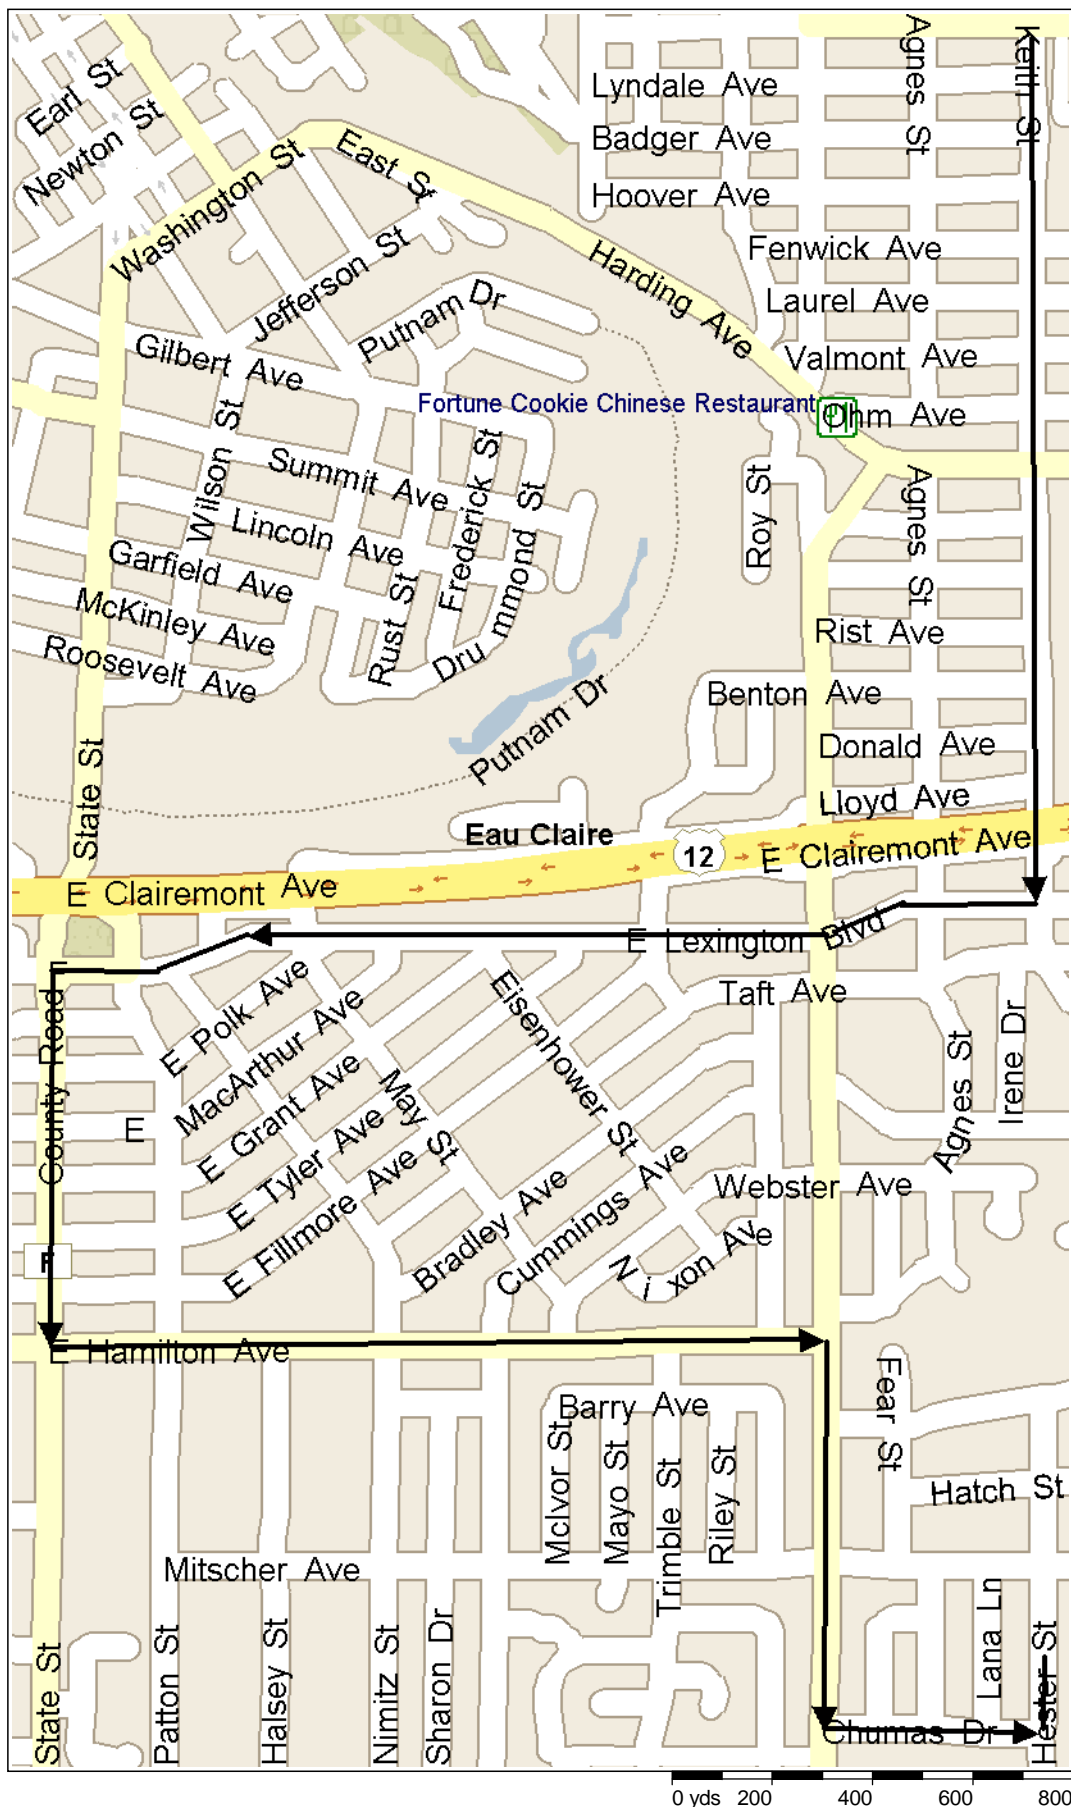 Earl St
Newton St
Washington St
East St
Jefferson St
Putnam Dr
Gilbert Ave
Harding Ave
Lyndale Ave
Badger Ave
Hoover Ave
Fenwick Ave
Laurel Ave
Valmont Ave
Ohm Ave
Agnes St
Keith St
Fortune Cookie Chinese Restaurant
Wilson St
Summit Ave
Lincoln Ave
Garfield Ave
McKinley Ave
Roosevelt Ave
Frederick St
Drummond St
Rust St
Roy St
Agnes St
Rist Ave
Benton Ave
Donald Ave
Lloyd Ave
Putnam Dr
State St
Eau Claire
12
E Clairemont Ave
E Clairemont Ave
E Lexington Blvd
Taft Ave
County Road F
E Polk Ave
E MacArthur Ave
E Grant Ave
E Tyler Ave
E Fillmore Ave
May St
Eisenhower St
Bradley Ave
Cummings Ave
Nixon Ave
Webster Ave
Agnes St
Irene Dr
F
E Hamilton Ave
Barry Ave
McIvor St
Mayo St
Trimble St
Riley St
Fear St
Hatch St
Mitscher Ave
State St
Patton St
Halsey St
Nimitz St
Sharon Dr
Lana Ln
Hester St
Chumas Dr
0 yds 200 400 600 800